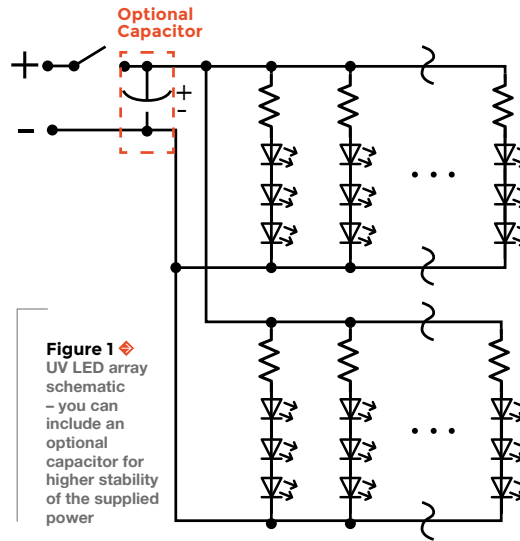 Optional
Capacitor
+
+
-
-
• • •
Figure 1
UV LED array
schematic
– you can
include an
optional
capacitor for
higher stability
of the supplied
power
• • •